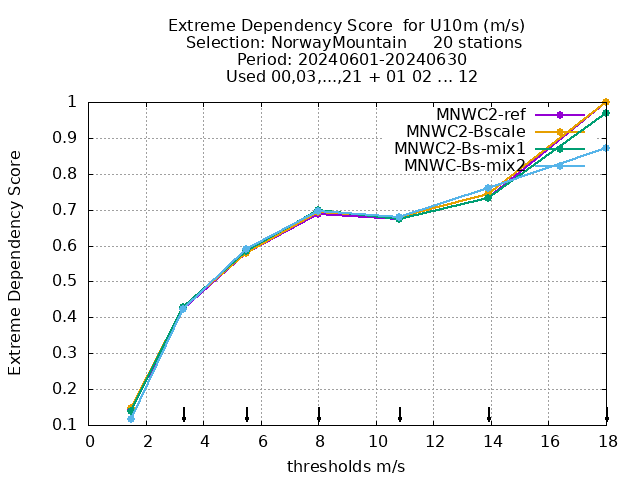 Extreme Dependency Score  for U10m (m/s)
Selection: NorwayMountain     20 stations
Period: 20240601-20240630
Used 00,03,...,21 + 01 02 ... 12
MNWC2-ref
MNWC2-Bscale
MNWC2-Bs-mix1
MNWC-Bs-mix2
Extreme Dependency Score
1
0.9
0.8
0.7
0.6
0.5
0.4
0.3
0.2
0.1
0 2 4 6 8 10 12 14 16 18
thresholds m/s